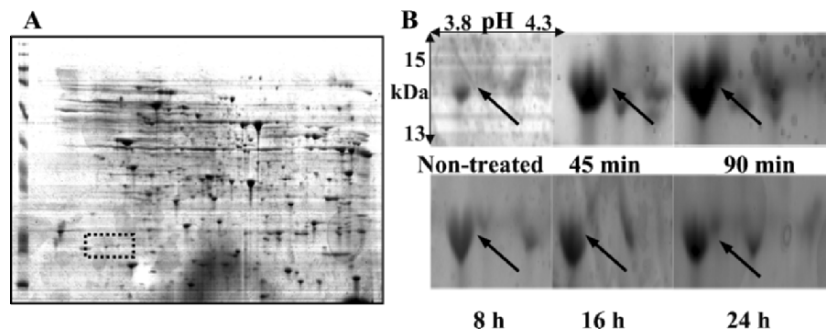 A
B
3.8 pH 4.3
15
kDa
13
Non-treated 45 min 90 min
8 h 16 h 24 h